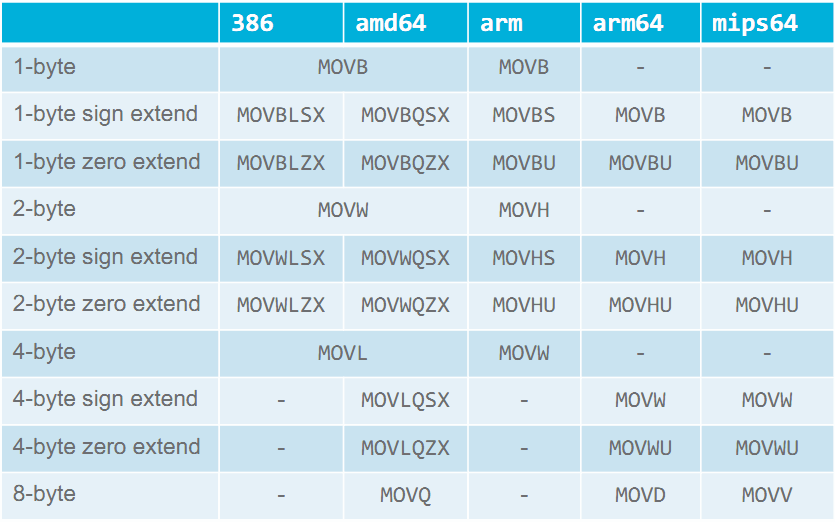 386 amd64 arm arm64 mips64
1-byte MOVB MOVB - -
1-byte sign extend MOVBLSX MOVBQSX MOVBS MOVB MOVB
1-byte zero extend MOVBLZX MOVBQZX MOVBU MOVBU MOVBU
2-byte MOVW MOVH - -
2-byte sign extend MOVWLSX MOVWQSX MOVHS MOVH MOVH
2-byte zero extend MOVWLZX MOVWQZX MOVHU MOVHU MOVHU
4-byte MOVL MOVW - -
4-byte sign extend - MOVLQSX - MOVW MOVW
4-byte zero extend - MOVLQZX - MOVWU MOVWU
8-byte - MOVQ - MOVD MOVV